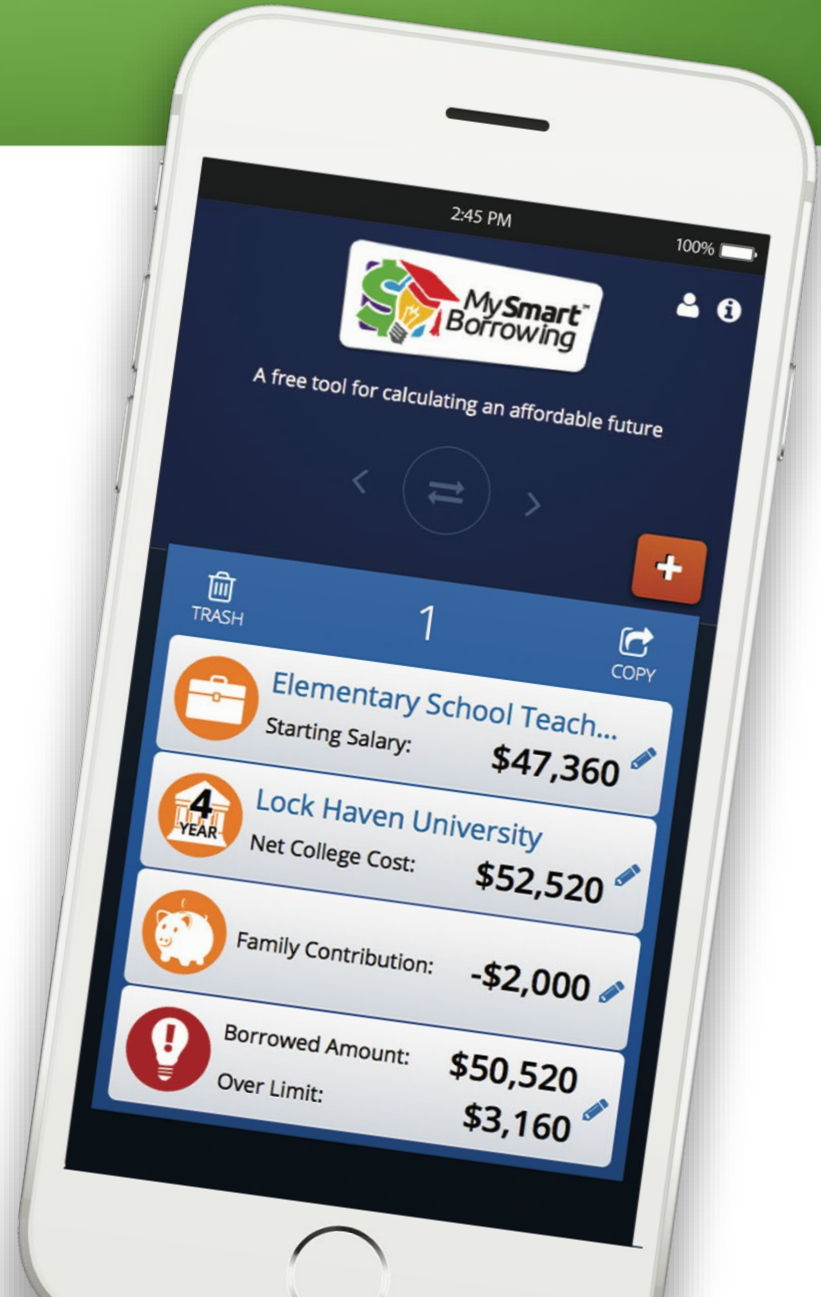 2:45 PM
100%
My Smart™
Borrowing
A free tool for calculating an affordable future
TRASH
1
COPY
Elementary School Teach...
Starting Salary: $47,360
4
YEAR
Lock Haven University
Net College Cost: $52,520
Family Contribution: -$2,000
Borrowed Amount: $50,520
Over Limit: $3,160